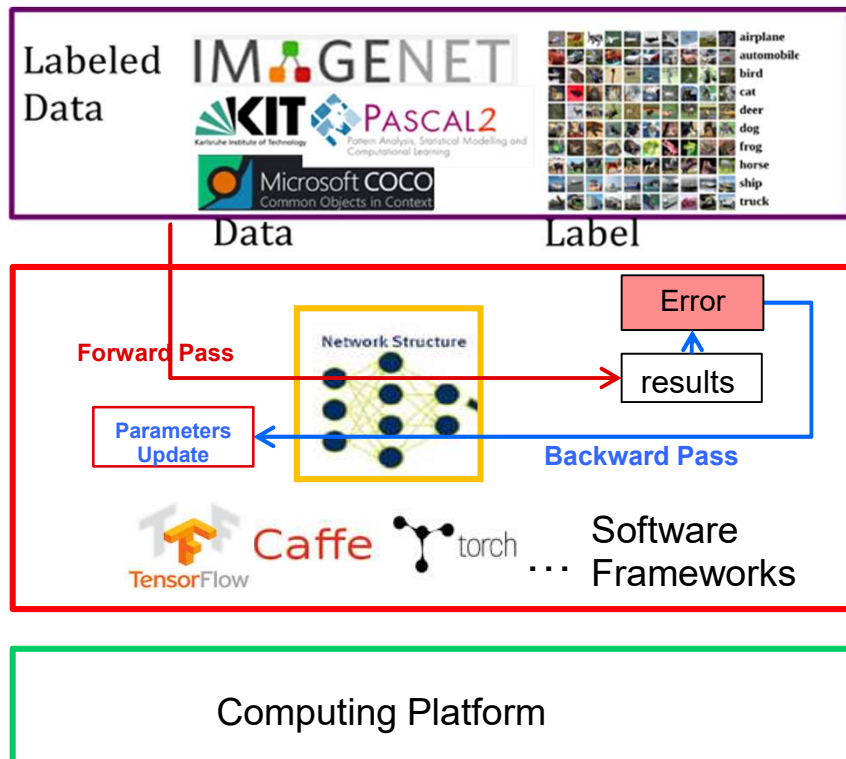 Labeled
Data
IMAGENET
KIT
Karlsruhe Institute of Technology
PASCAL2
Pattern Analysis, Statistical Modelling and
Computational Learning
Microsoft COCO
Common Objects in Context
airplane
automobile
bird
cat
deer
dog
frog
horse
ship
truck
Data
Label
Error
Network Structure
Forward Pass
results
Parameters
Update
Backward Pass
TensorFlow
Caffe
torch
...
Software
Frameworks
Computing Platform